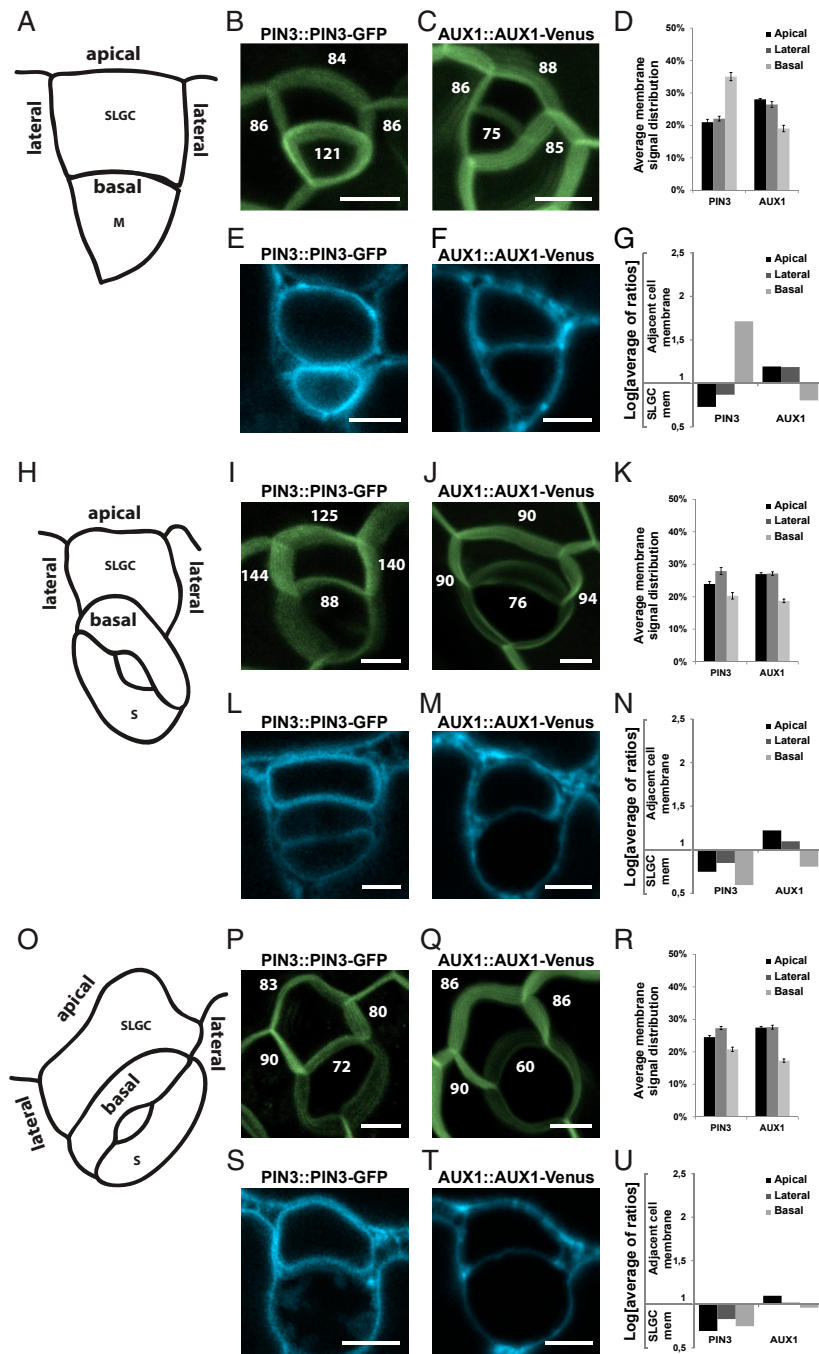 A
apical
lateral
SLGC
lateral
basal
M
B
PIN3::PIN3-GFP
84
86
86
121
C
AUX1::AUX1-Venus
88
86
75
85
D
Average membrane
signal distribution
50%
40%
30%
20%
10%
0%
Apical
Lateral
Basal
PIN3
AUX1
E
PIN3::PIN3-GFP
F
AUX1::AUX1-Venus
G
Log[average of ratios]
Adjacent cell
membrane
SLGC
mem
2,5
2
1,5
1
0,5
Apical
Lateral
Basal
PIN3
AUX1
H
apical
lateral
SLGC
lateral
basal
S
I
PIN3::PIN3-GFP
125
144
140
88
J
AUX1::AUX1-Venus
90
90
94
76
K
Average membrane
signal distribution
50%
40%
30%
20%
10%
0%
Apical
Lateral
Basal
PIN3
AUX1
L
PIN3::PIN3-GFP
M
AUX1::AUX1-Venus
N
Log[average of ratios]
Adjacent cell
membrane
SLGC
mem
2,5
2
1,5
1
0,5
Apical
Lateral
Basal
PIN3
AUX1
O
apical
SLGC
lateral
basal
lateral
S
P
PIN3::PIN3-GFP
83
80
90
72
Q
AUX1::AUX1-Venus
86
86
90
60
R
Average membrane
signal distribution
50%
40%
30%
20%
10%
0%
Apical
Lateral
Basal
PIN3
AUX1
S
PIN3::PIN3-GFP
T
AUX1::AUX1-Venus
U
Log[average of ratios]
Adjacent cell
membrane
SLGC
mem
2,5
2
1,5
1
0,5
Apical
Lateral
Basal
PIN3
AUX1